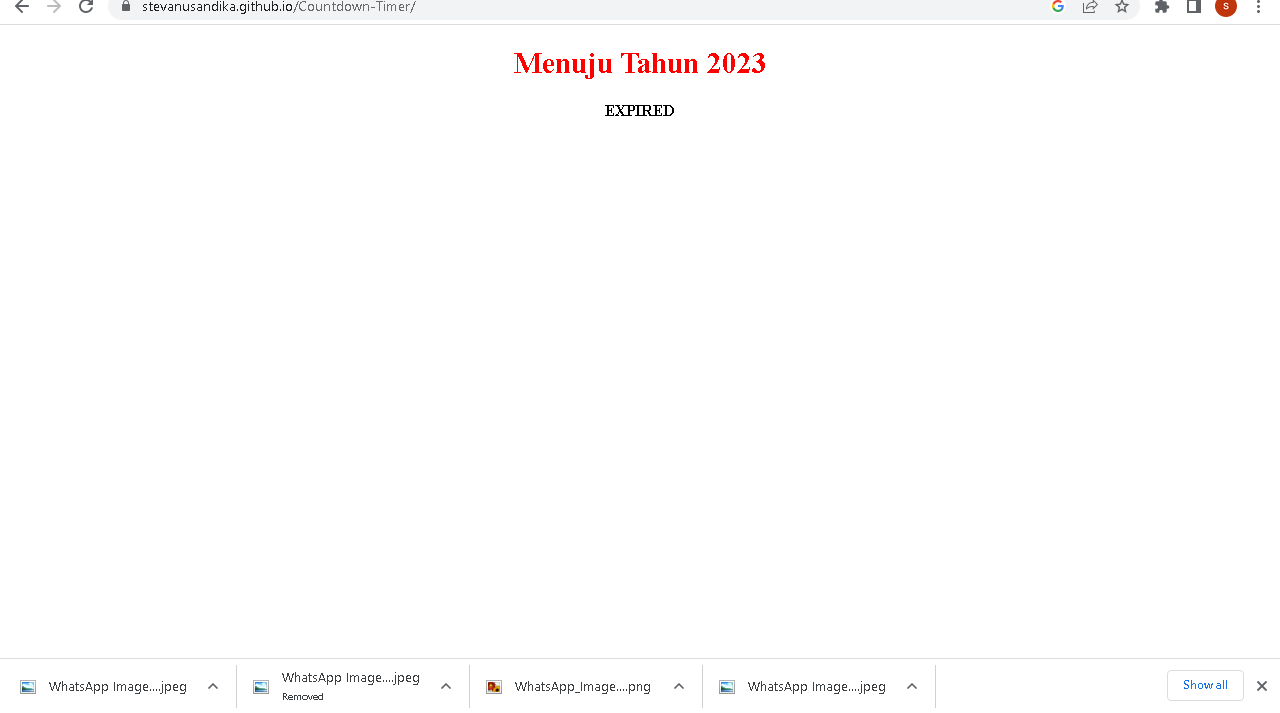 stevanusandika.github.io/Countdown-Timer/
S
Menuju Tahun 2023
EXPIRED
WhatsApp Image....jpeg
WhatsApp Image....jpeg
Removed
WhatsApp_Image....png
WhatsApp Image....jpeg
Show all